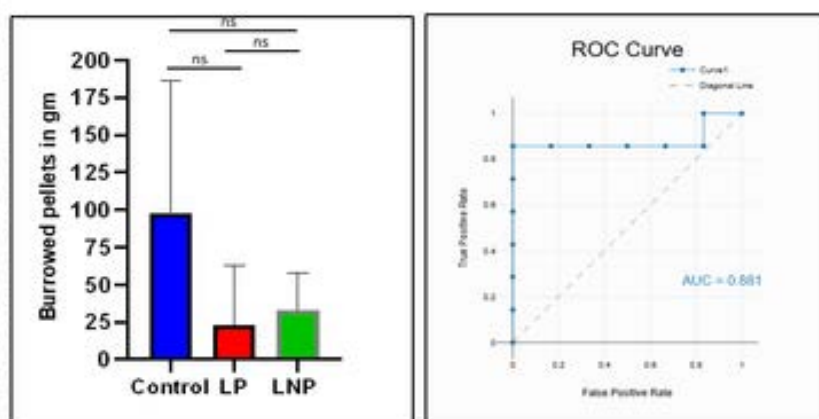 ns
ns
ns
200
175
150
125
100
75
50
25
0
Burrowed pellets in gm
Control LP LNP
ROC Curve
Curve1
Diagonal Line
1
0.8
0.6
0.4
0.2
0
True Positive Rate
AUC = 0.881
0 0.2 0.4 0.6 0.8 1
False Positive Rate